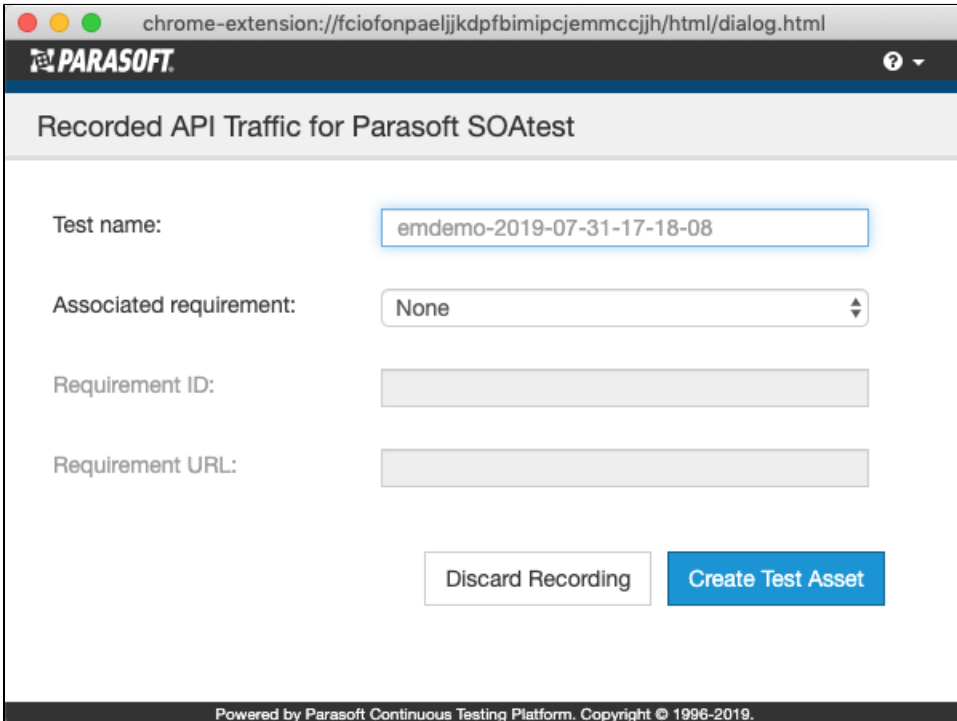 chrome-extension://fciofonpaeljjkdpfbimipcjemmccjjh/html/dialog.html
PARASOFT.
Recorded API Traffic for Parasoft SOAtest
Test name:
emdemo-2019-07-31-17-18-08
Associated requirement:
None
Requirement ID:
Requirement URL:
Discard Recording
Create Test Asset
Powered by Parasoft Continuous Testing Platform. Copyright © 1996-2019.